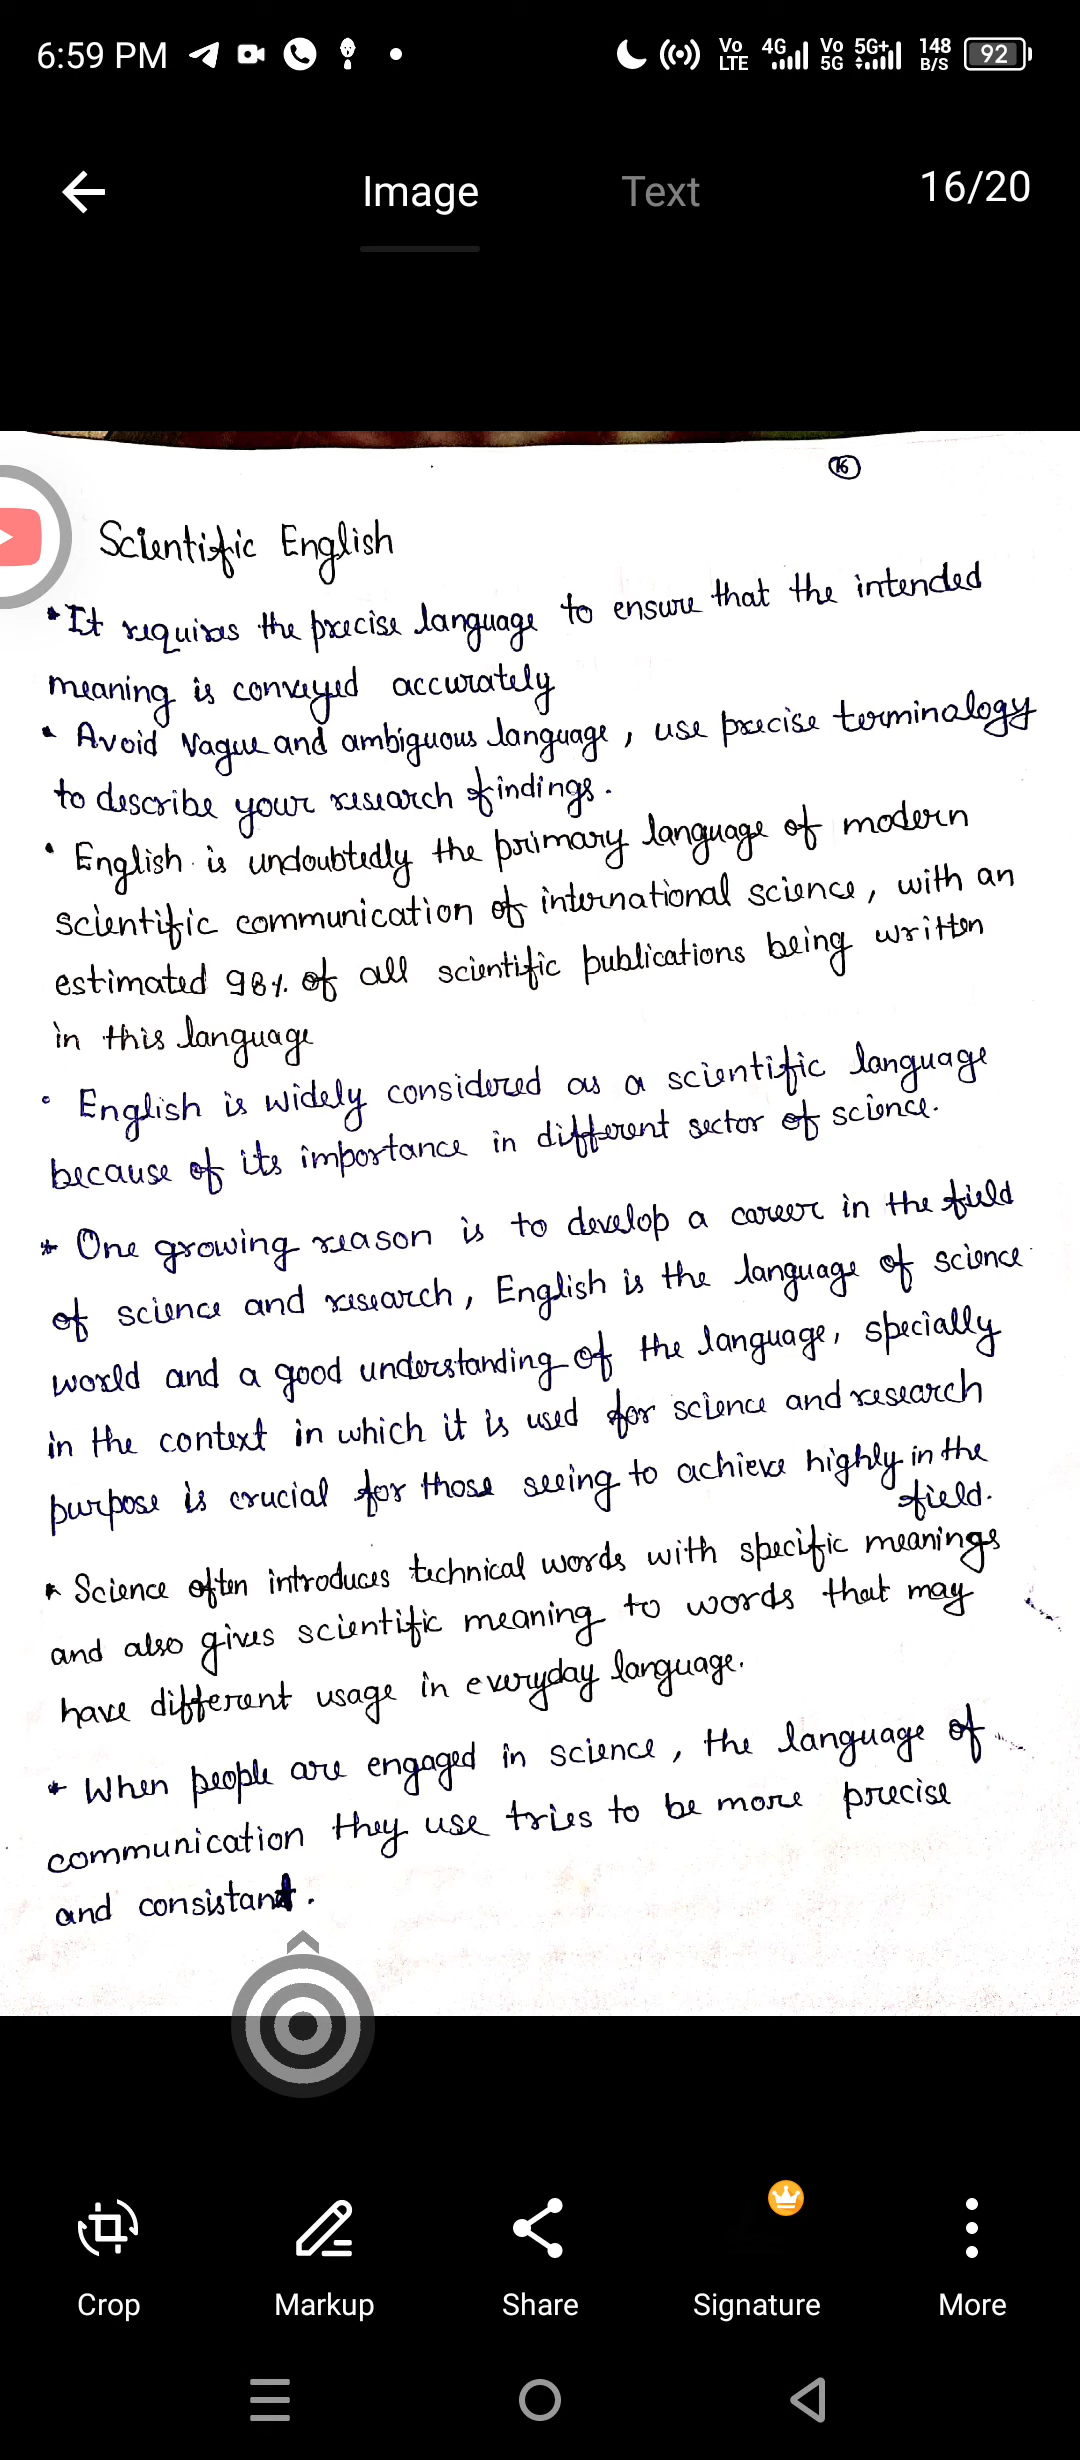 6:59 PM
Vo LTE 4G Vo 5G 5G+ 148 B/S 92
Image Text 16/20
16
Scientific English
*It requires the precise language to ensure that the intended
meaning is conveyed accurately
• Avoid Vague and ambiguous language, use precise terminalogy
to describe your research findings.
• English is undoubtedly the primary language of modern
scientific communication of international science, with an
estimated 98% of all scientific publications being written
in this language
• English is widely considered as a scientific language
because of its importance in different sector of science.
* One growing reason is to develop a career in the field
of science and research, English is the language of science
world and a good understanding of the language, specially
in the context in which it is used for science and research
purpose is crucial for those seeing to achieve highly in the
field.
* Science often introduces technical words with specific meanings
and also gives scientific meaning to words that may
have different usage in everyday language.
* When people are engaged in science, the language of
communication they use tries to be more precise
and consistant.
Crop Markup Share Signature More